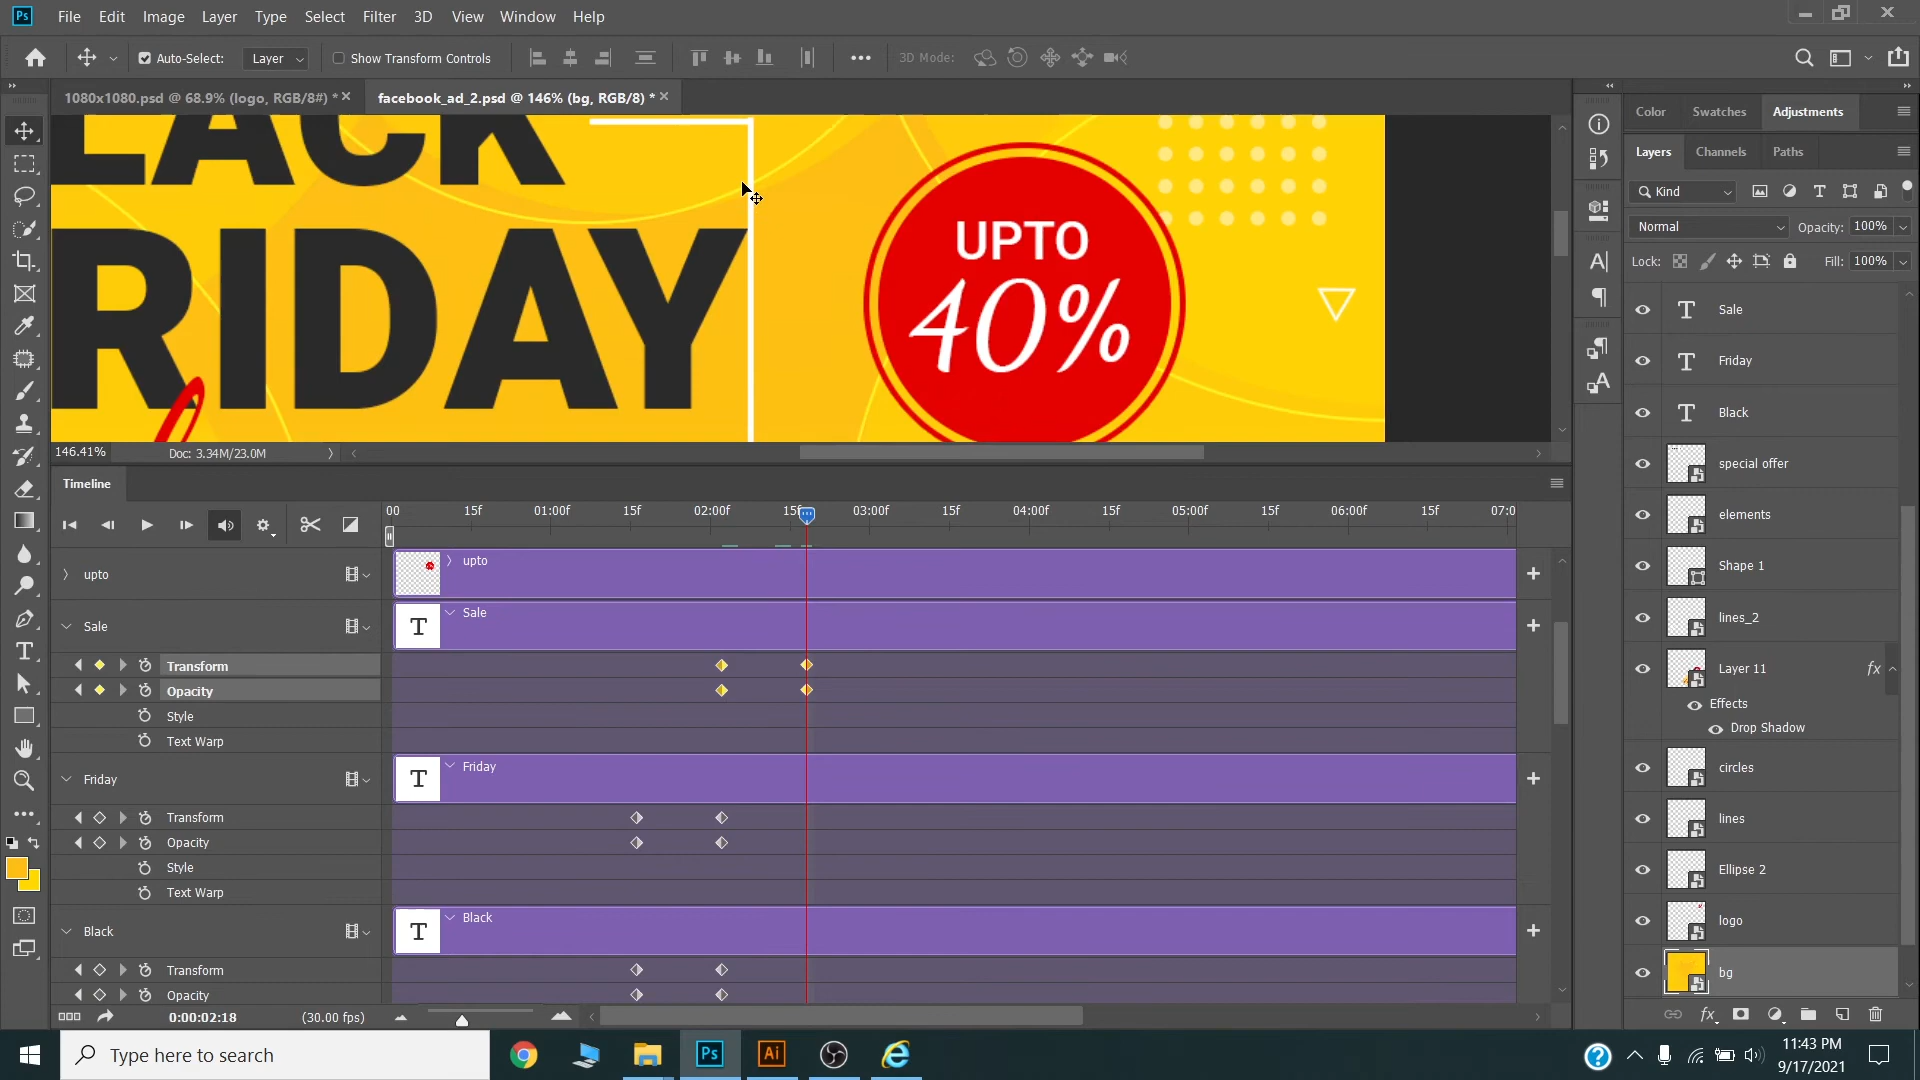 Ps File Edit Image Layer Type Select Filter 3D View Window Help
Auto-Select: Layer Show Transform Controls 3D Mode:
1080x1080.psd @ 68.9% (logo, RGB/8#) * facebook_ad_2.psd @ 146% (bg, RGB/8) *
LACK
RIDAY
UPTO
40%
146.41% Doc: 3.34M/23.0M
Timeline
00 15f 01:00f 15f 02:00f 15f 03:00f 15f 04:00f 15f 05:00f 15f 06:00f 15f 07:0
upto upto
Sale T Sale
Transform
Opacity
Style
Text Warp
Friday T Friday
Transform
Opacity
Style
Text Warp
Black T Black
Transform
Opacity
0:00:02:18 (30.00 fps)
Color Swatches Adjustments
Layers Channels Paths
Kind
Normal Opacity: 100%
Lock: Fill: 100%
T Sale
T Friday
T Black
special offer
elements
Shape 1
lines_2
Layer 11 fx
Effects
Drop Shadow
circles
lines
Ellipse 2
logo
bg
fx
Type here to search
Ps Ai
11:43 PM
9/17/2021